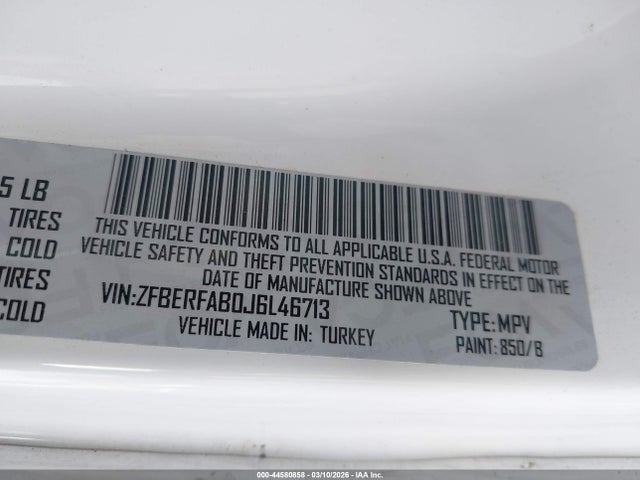 5 LB
TIRES
COLD
TIRES
COLD
THIS VEHICLE CONFORMS TO ALL APPLICABLE U.S.A. FEDERAL MOTOR
VEHICLE SAFETY AND THEFT PREVENTION STANDARDS IN EFFECT ON THE
DATE OF MANUFACTURE SHOWN ABOVE
VIN:ZFBERFAB0J6L46713
TYPE:MPV
VEHICLE MADE IN: TURKEY
PAINT: 850/B
000-44580858 - 03/10/2026 - IAA Inc.